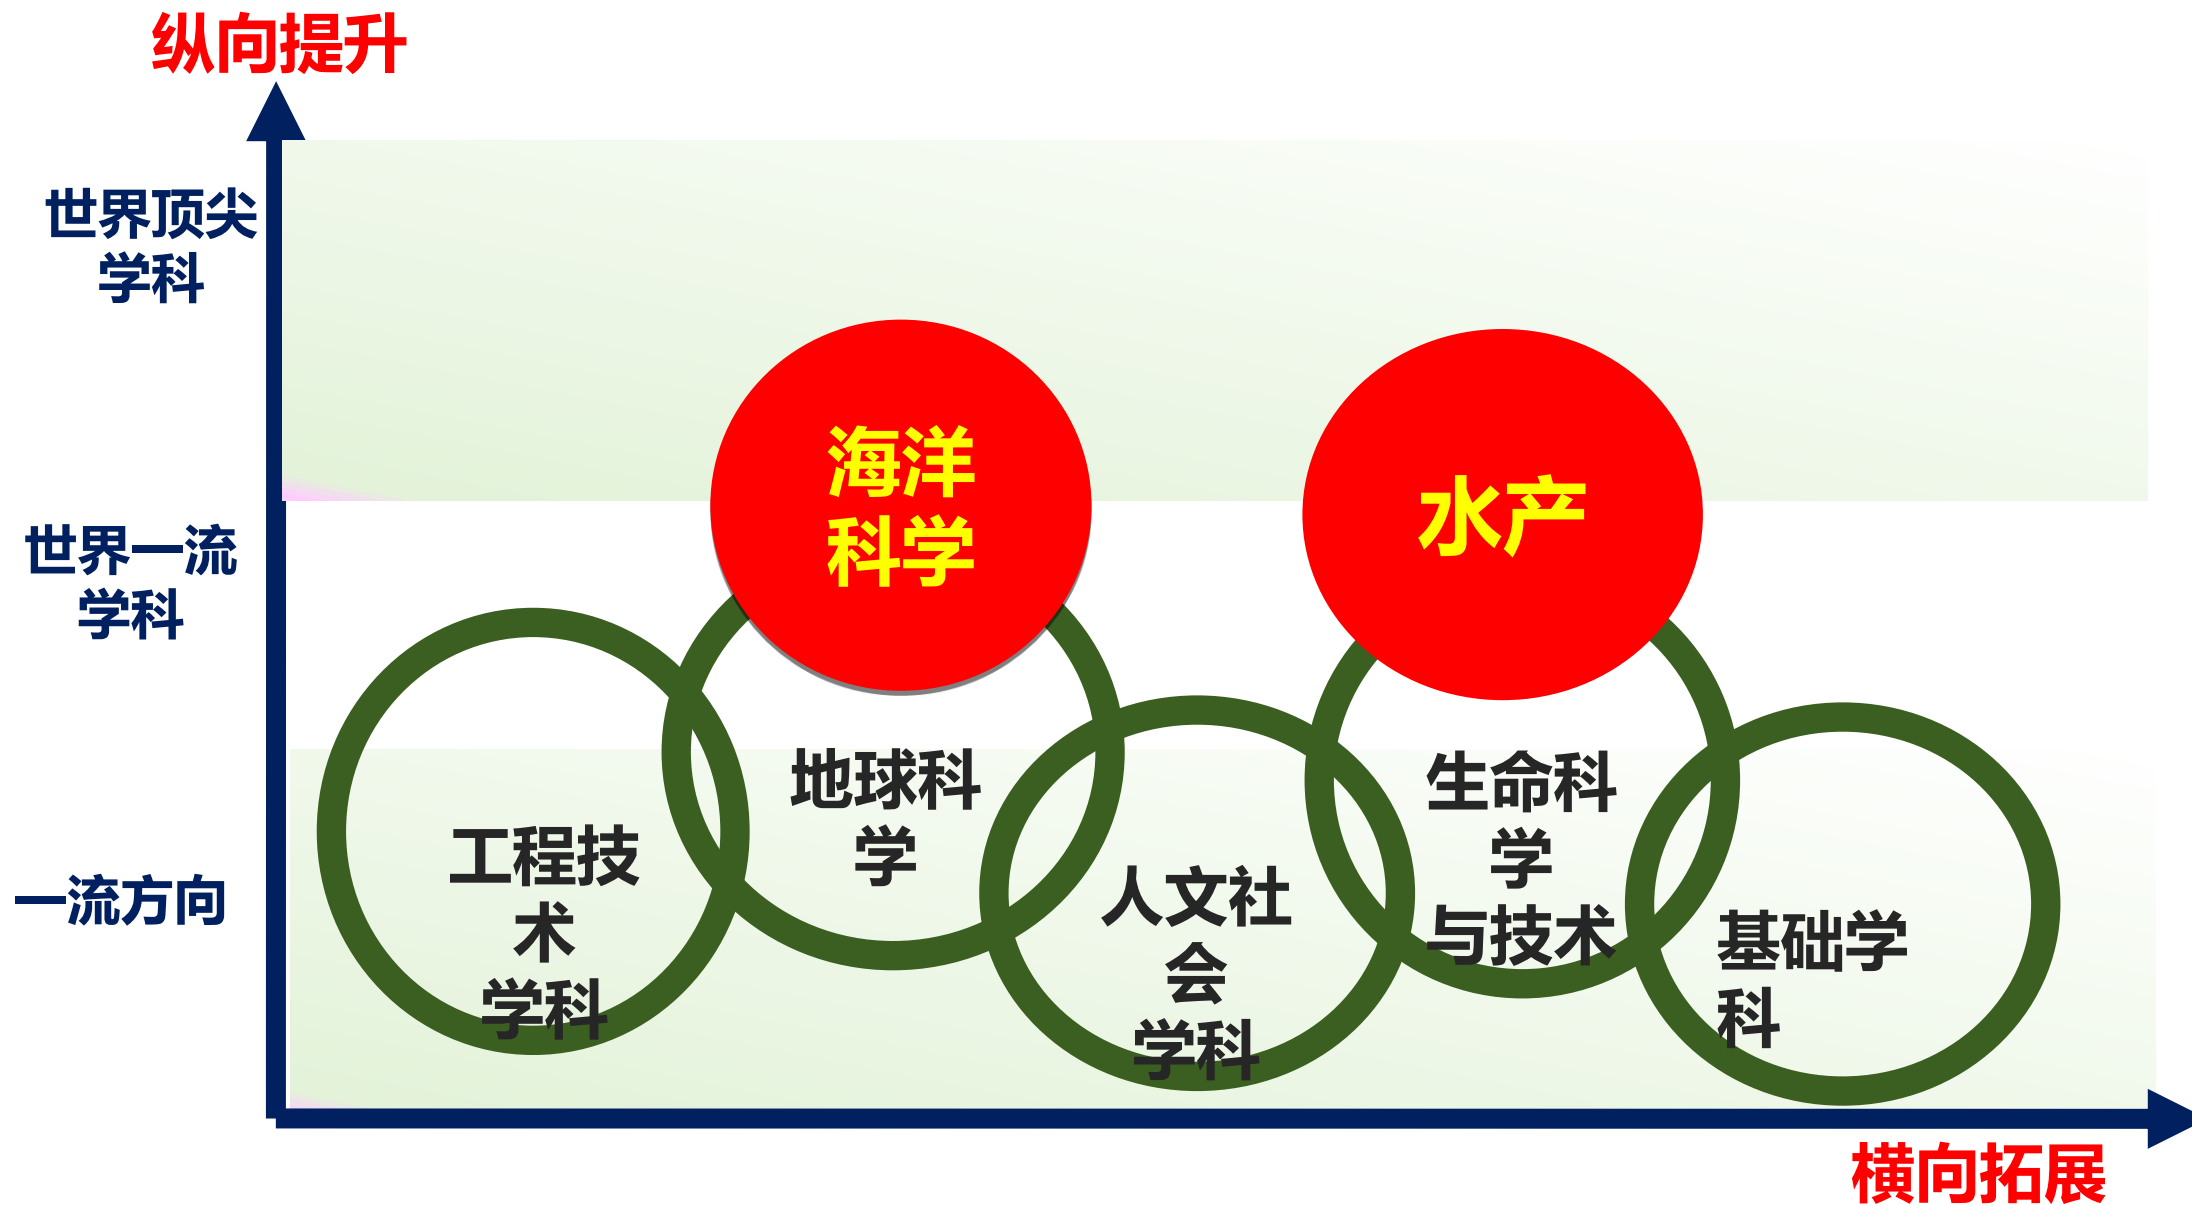 纵向提升
世界顶尖
学科
世界一流
学科
一流方向
海洋
科学
水产
工程技
术
学科
地球科
学
人文社
会
学科
生命科
学
与技术
基础学
科
横向拓展